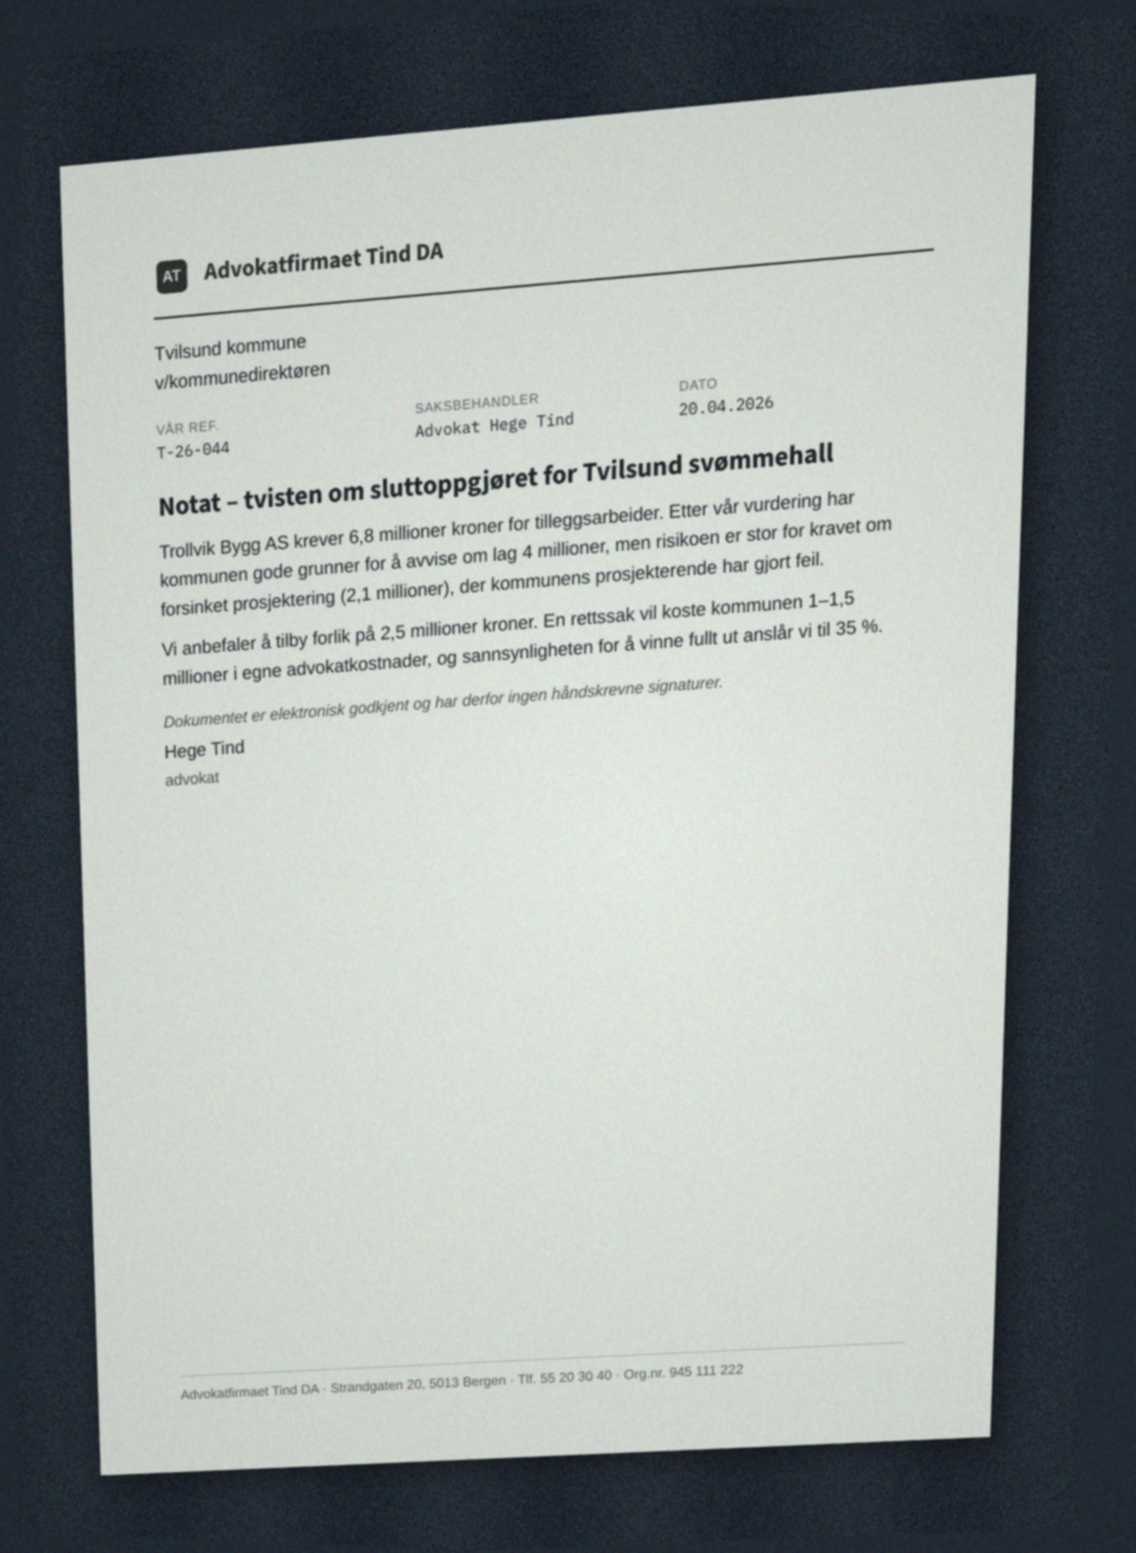 AT Advokatfirmaet Tind DA
Tvilsund kommune
v/kommunedirektøren
VÅR REF.
T-26-044
SAKSBEHANDLER
Advokat Hege Tind
DATO
20.04.2026
Notat – tvisten om sluttoppgjøret for Tvilsund svømmehall
Trollvik Bygg AS krever 6,8 millioner kroner for tilleggsarbeider. Etter vår vurdering har
kommunen gode grunner for å avvise om lag 4 millioner, men risikoen er stor for kravet om
forsinket prosjektering (2,1 millioner), der kommunens prosjekterende har gjort feil.
Vi anbefaler å tilby forlik på 2,5 millioner kroner. En rettssak vil koste kommunen 1–1,5
millioner i egne advokatkostnader, og sannsynligheten for å vinne fullt ut anslår vi til 35 %.
Dokumentet er elektronisk godkjent og har derfor ingen håndskrevne signaturer.
Hege Tind
advokat
Advokatfirmaet Tind DA · Strandgaten 20, 5013 Bergen · Tlf. 55 20 30 40 · Org.nr. 945 111 222